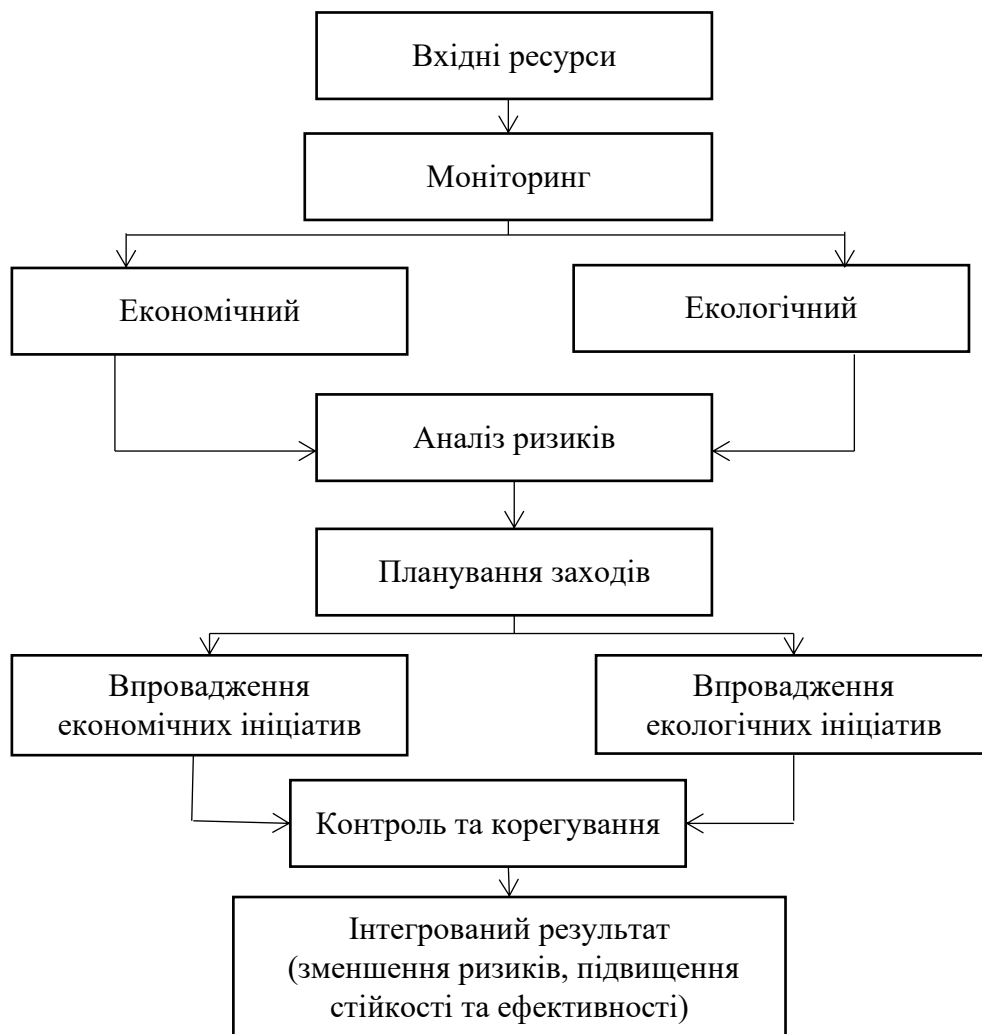 Вхідні ресурси
Моніторинг
Економічний
Екологічний
Аналіз ризиків
Планування заходів
Впровадження
економічних ініціатив
Впровадження
екологічних ініціатив
Контроль та корегування
Інтегрований результат
(зменшення ризиків, підвищення
стійкості та ефективності)